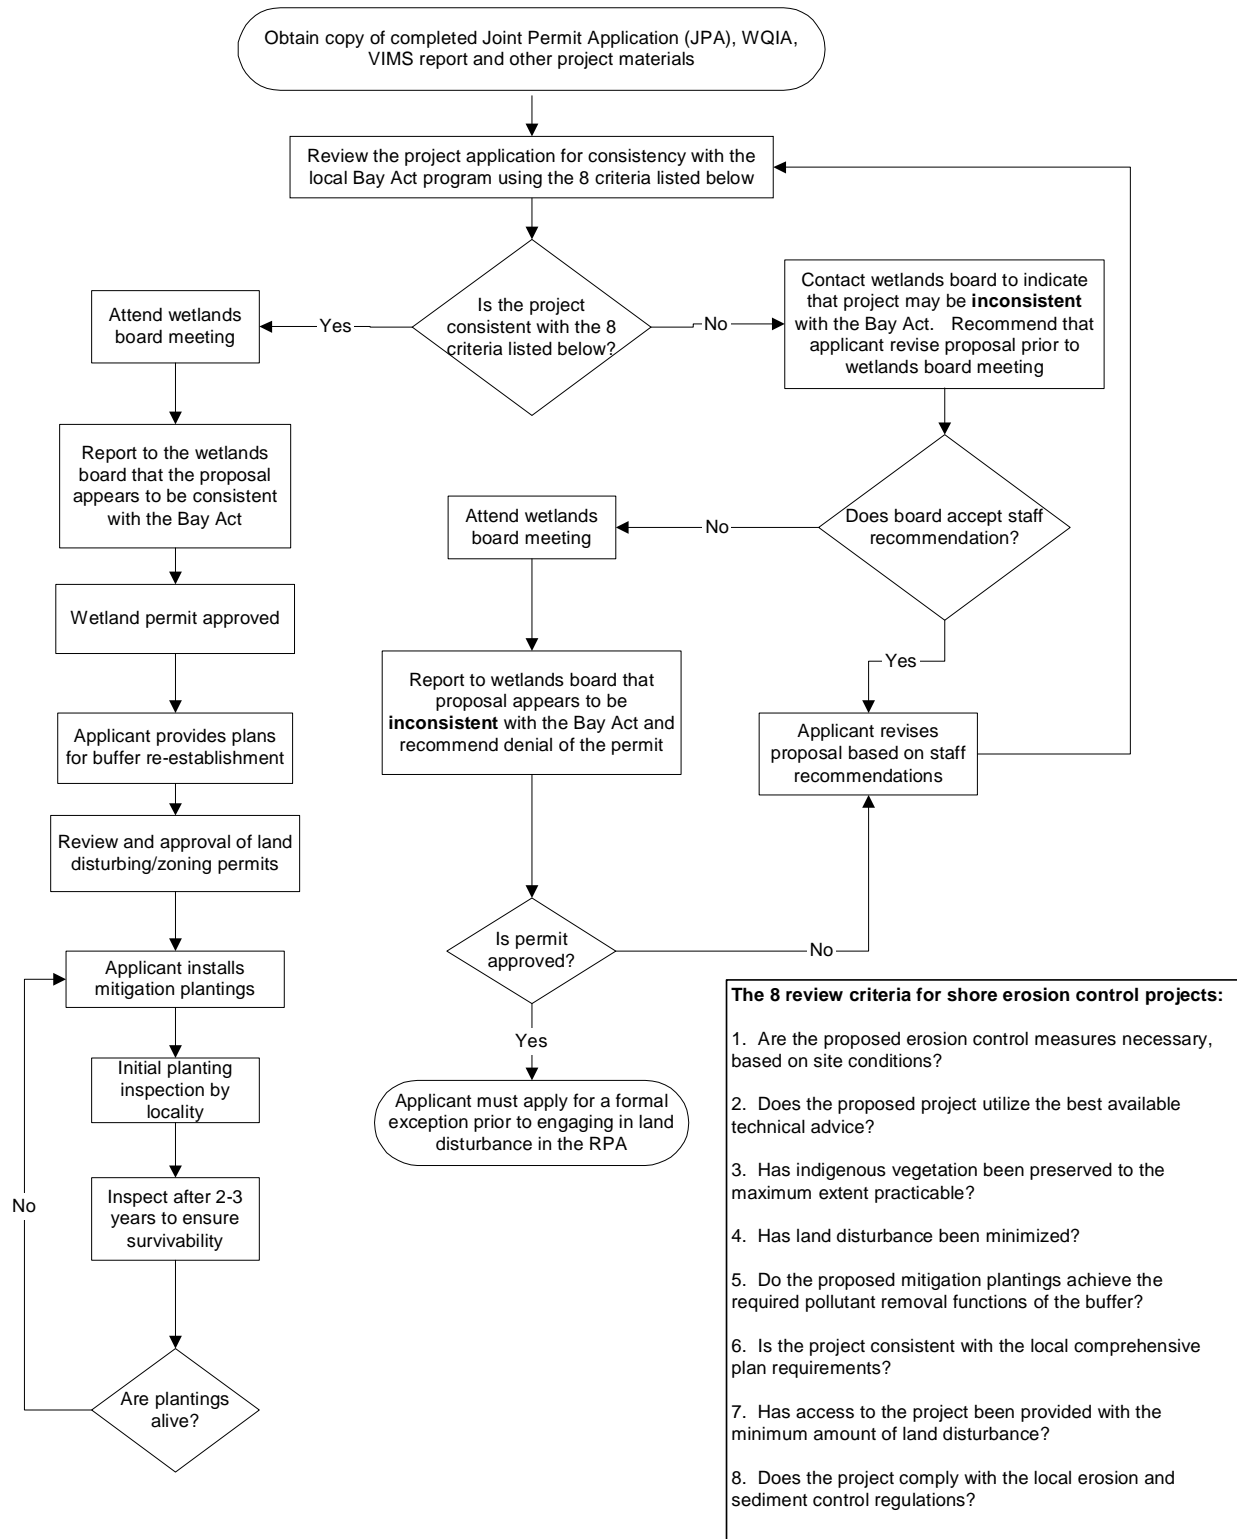 Obtain copy of completed Joint Permit Application (JPA), WQIA,
VIMS report and other project materials
Review the project application for consistency with the
local Bay Act program using the 8 criteria listed below
Is the project
consistent with the 8
criteria listed below?
Yes
No
Attend wetlands
board meeting
Contact wetlands board to indicate
that project may be inconsistent
with the Bay Act.   Recommend that
applicant revise proposal prior to
wetlands board meeting
Report to the wetlands
board that the proposal
appears to be consistent
with the Bay Act
Does board accept staff
recommendation?
No
Yes
Attend wetlands
board meeting
Wetland permit approved
Report to wetlands board that
proposal appears to be
inconsistent with the Bay Act and
recommend denial of the permit
Applicant revises
proposal based on staff
recommendations
Applicant provides plans
for buffer re-establishment
Review and approval of land
disturbing/zoning permits
Is permit
approved?
No
Yes
Applicant must apply for a formal
exception prior to engaging in land
disturbance in the RPA
Applicant installs
mitigation plantings
Initial planting
inspection by
locality
Inspect after 2-3
years to ensure
survivability
No
Are plantings
alive?
The 8 review criteria for shore erosion control projects:
1.  Are the proposed erosion control measures necessary,
based on site conditions?
2.  Does the proposed project utilize the best available
technical advice?
3.  Has indigenous vegetation been preserved to the
maximum extent practicable?
4.  Has land disturbance been minimized?
5.  Do the proposed mitigation plantings achieve the
required pollutant removal functions of the buffer?
6.  Is the project consistent with the local comprehensive
plan requirements?
7.  Has access to the project been provided with the
minimum amount of land disturbance?
8.  Does the project comply with the local erosion and
sediment control regulations?